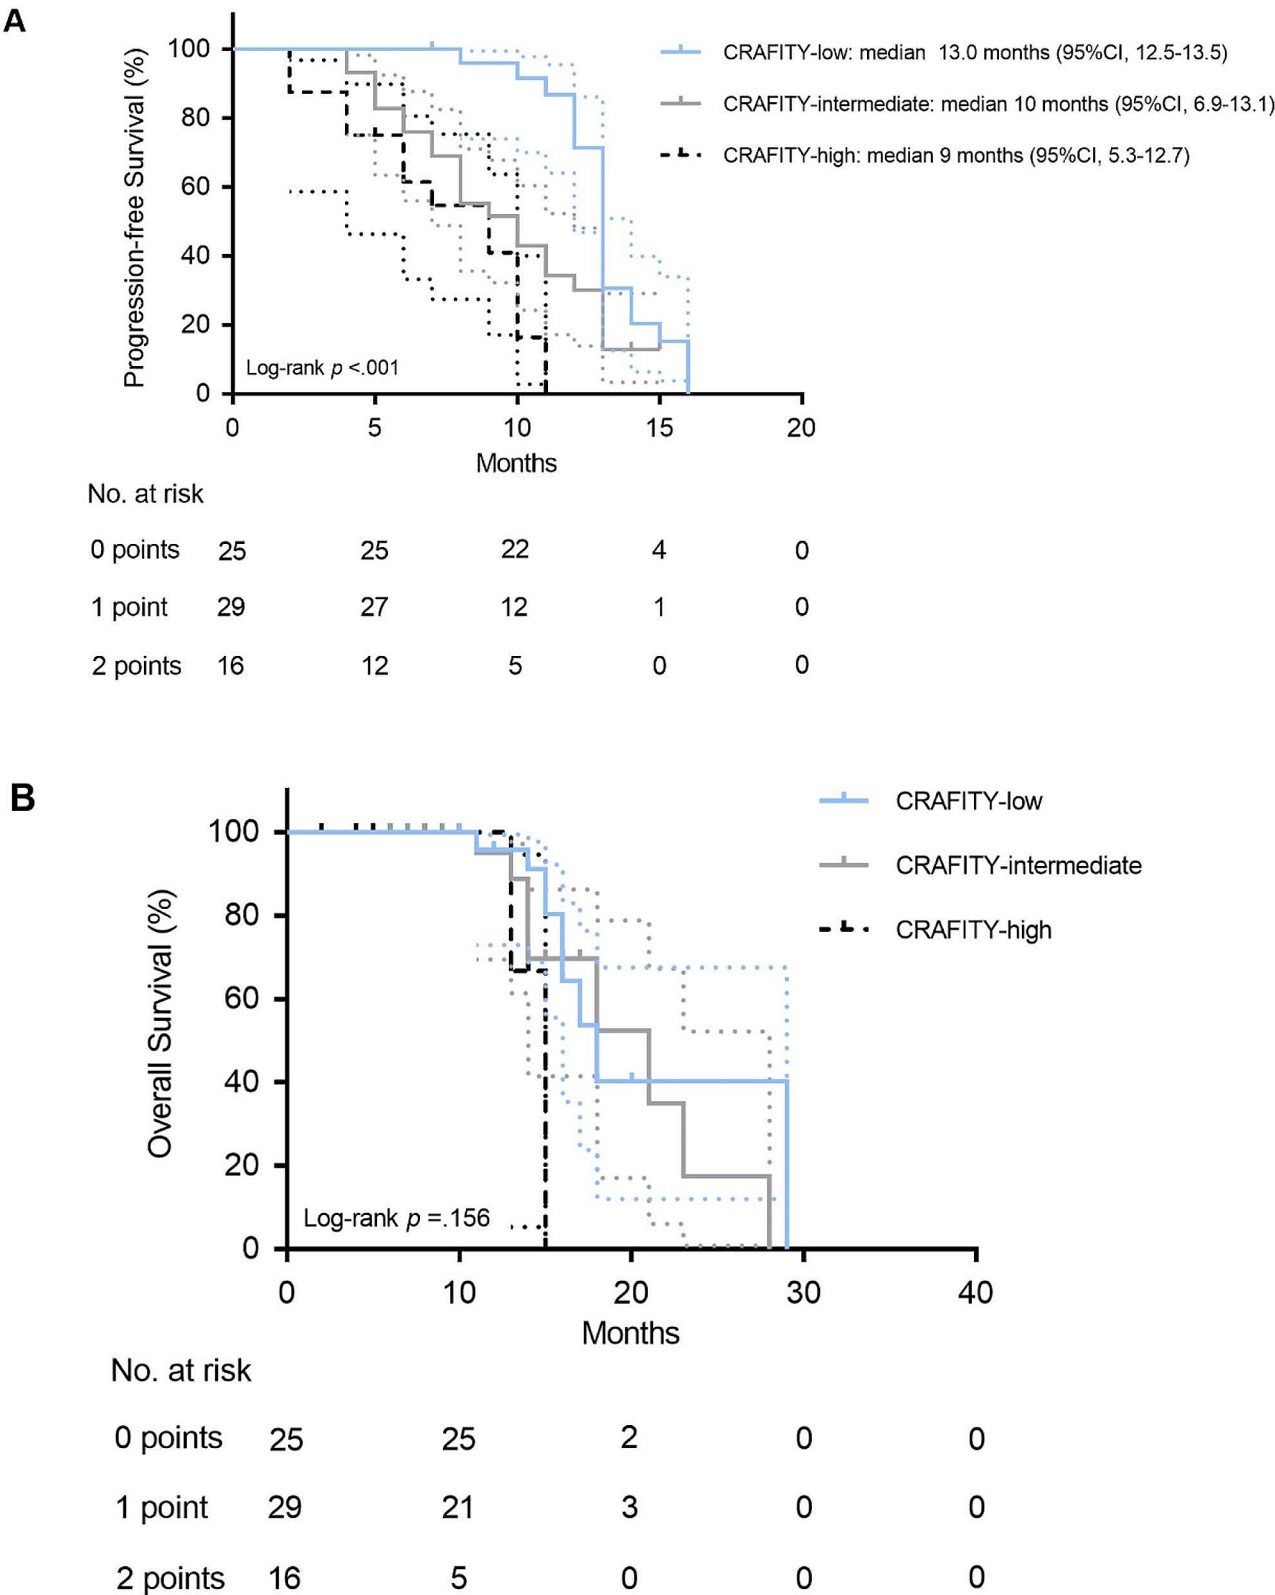 A
Progression-free Survival (%)
100
80
60
40
20
0
0 5 10 15 20
Months
Log-rank p <.001
CRAFITY-low: median 13.0 months (95%CI, 12.5-13.5)
CRAFITY-intermediate: median 10 months (95%CI, 6.9-13.1)
CRAFITY-high: median 9 months (95%CI, 5.3-12.7)
No. at risk
0 points 25 25 22 4 0
1 point 29 27 12 1 0
2 points 16 12 5 0 0
B
Overall Survival (%)
100
80
60
40
20
0
0 10 20 30 40
Months
Log-rank p =.156
CRAFITY-low
CRAFITY-intermediate
CRAFITY-high
No. at risk
0 points 25 25 2 0 0
1 point 29 21 3 0 0
2 points 16 5 0 0 0